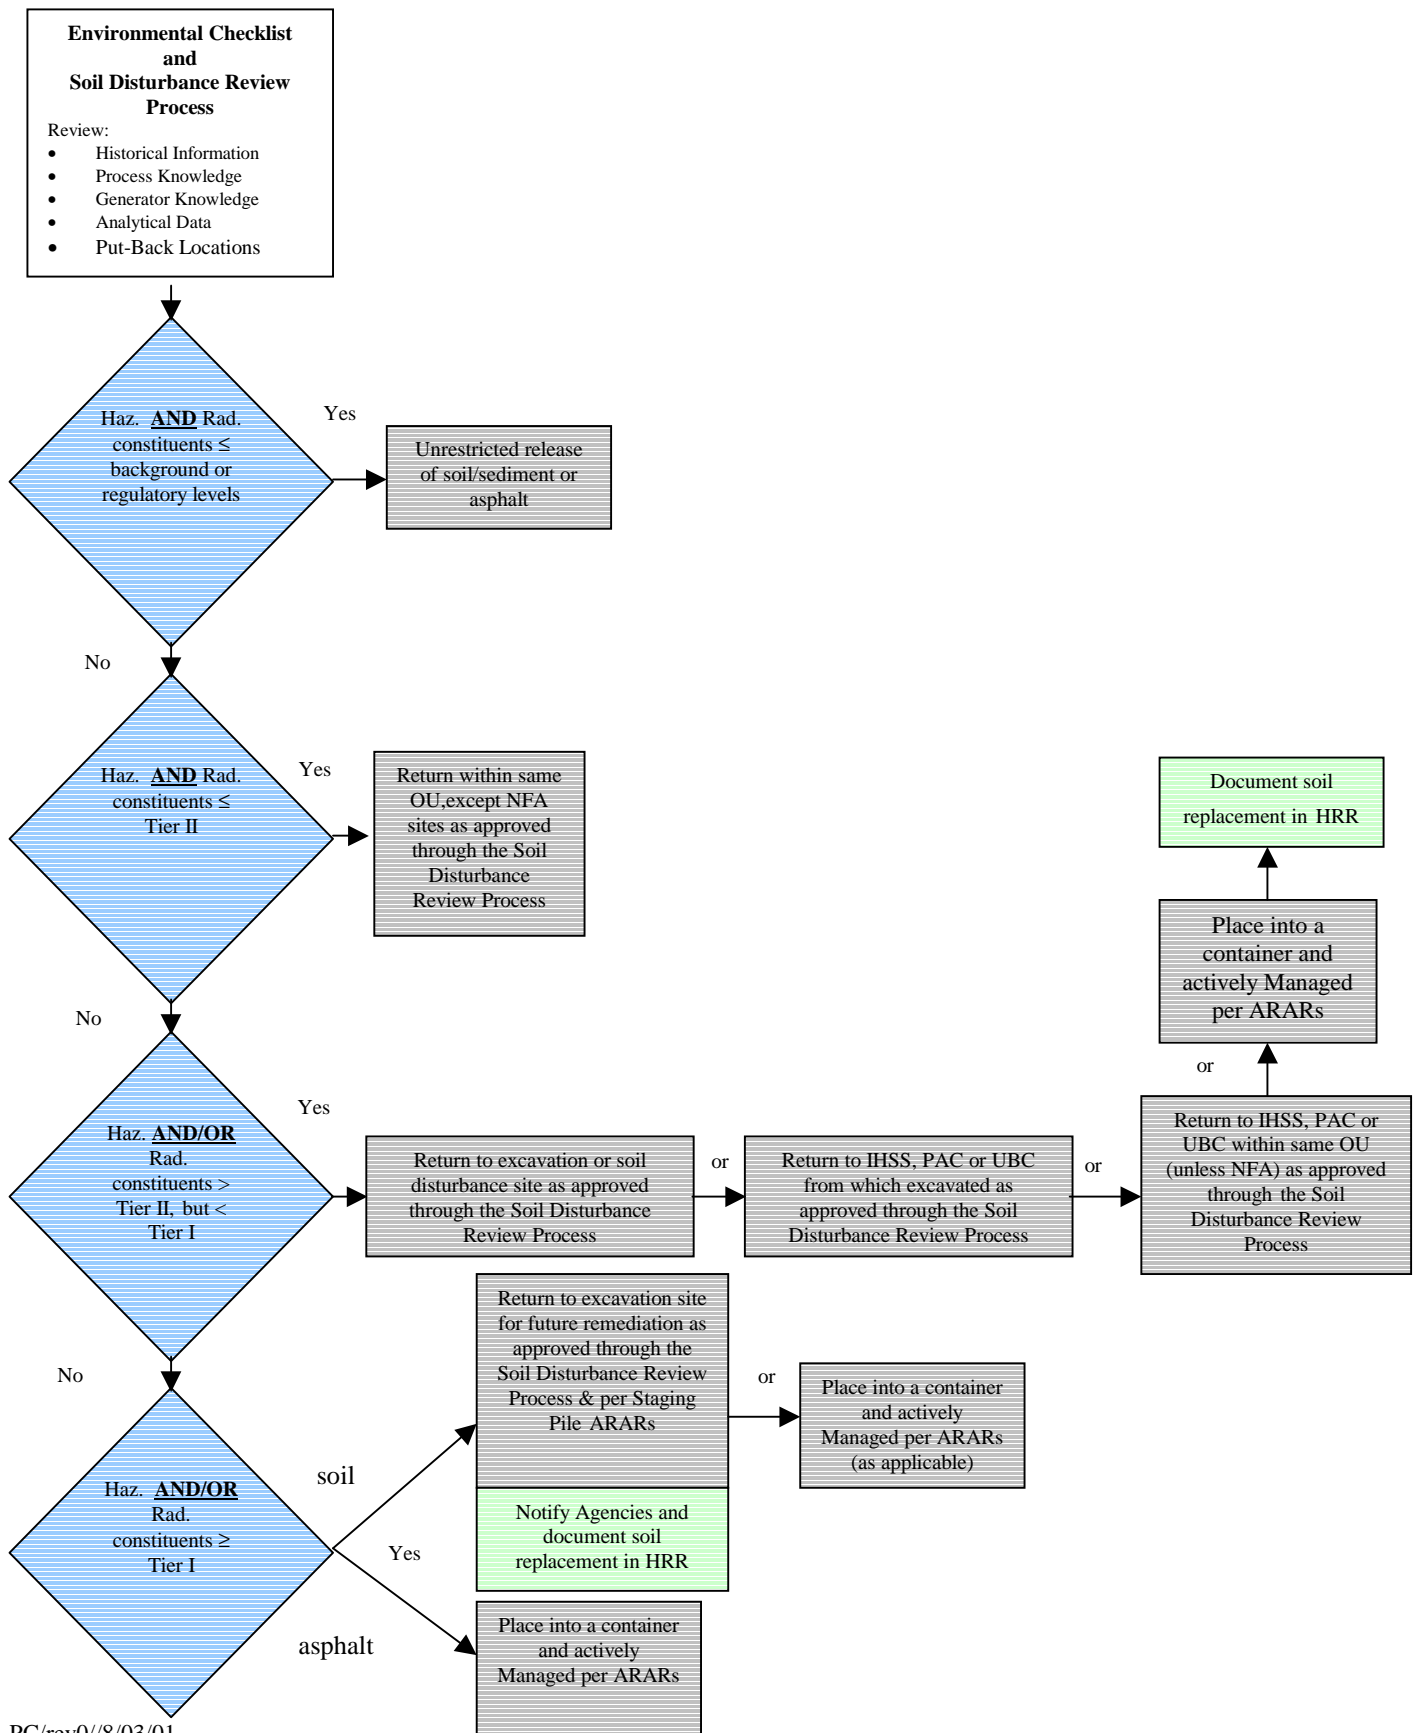 Environmental Checklist
and
Soil Disturbance Review
Process
Review:
• Historical Information
• Process Knowledge
• Generator Knowledge
• Analytical Data
• Put-Back Locations
Haz. AND Rad.
constituents ≤
background or
regulatory levels
Yes
Unrestricted release
of soil/sediment or
asphalt
No
Haz. AND Rad.
constituents ≤
Tier II
Yes
Return within same
OU,except NFA
sites as approved
through the Soil
Disturbance
Review Process
No
Haz. AND/OR
Rad.
constituents >
Tier II, but <
Tier I
Yes
Return to excavation or soil
disturbance site as approved
through the Soil Disturbance
Review Process
or
Return to IHSS, PAC or UBC
from which excavated as
approved through the Soil
Disturbance Review Process
or
Return to IHSS, PAC or
UBC within same OU
(unless NFA) as approved
through the Soil
Disturbance Review
Process
or
Place into a
container and
actively Managed
per ARARs
Document soil
replacement in HRR
No
Haz. AND/OR
Rad.
constituents ≥
Tier I
soil
Yes
asphalt
Return to excavation site
for future remediation as
approved through the
Soil Disturbance Review
Process & per Staging
Pile ARARs
Notify Agencies and
document soil
replacement in HRR
or
Place into a container
and actively
Managed per ARARs
(as applicable)
Place into a container
and actively
Managed per ARARs
PC/rev0//8/03/01